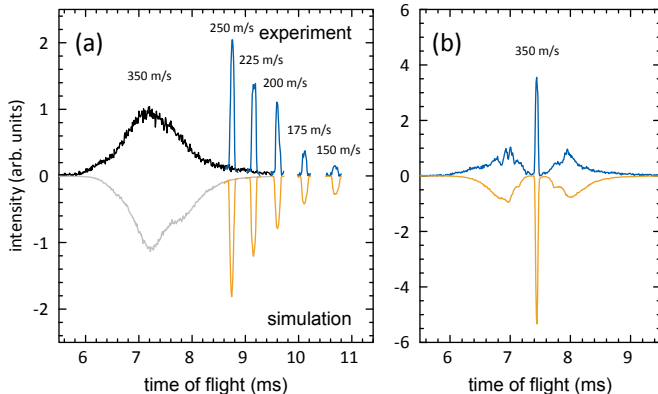 (a)
250 m/s
experiment
225 m/s
350 m/s
200 m/s
175 m/s
150 m/s
2
1
0
-1
-2
intensity (arb. units)
simulation
6 7 8 9 10 11
time of flight (ms)
(b)
350 m/s
6
4
2
0
-2
-4
-6
6 7 8 9
time of flight (ms)